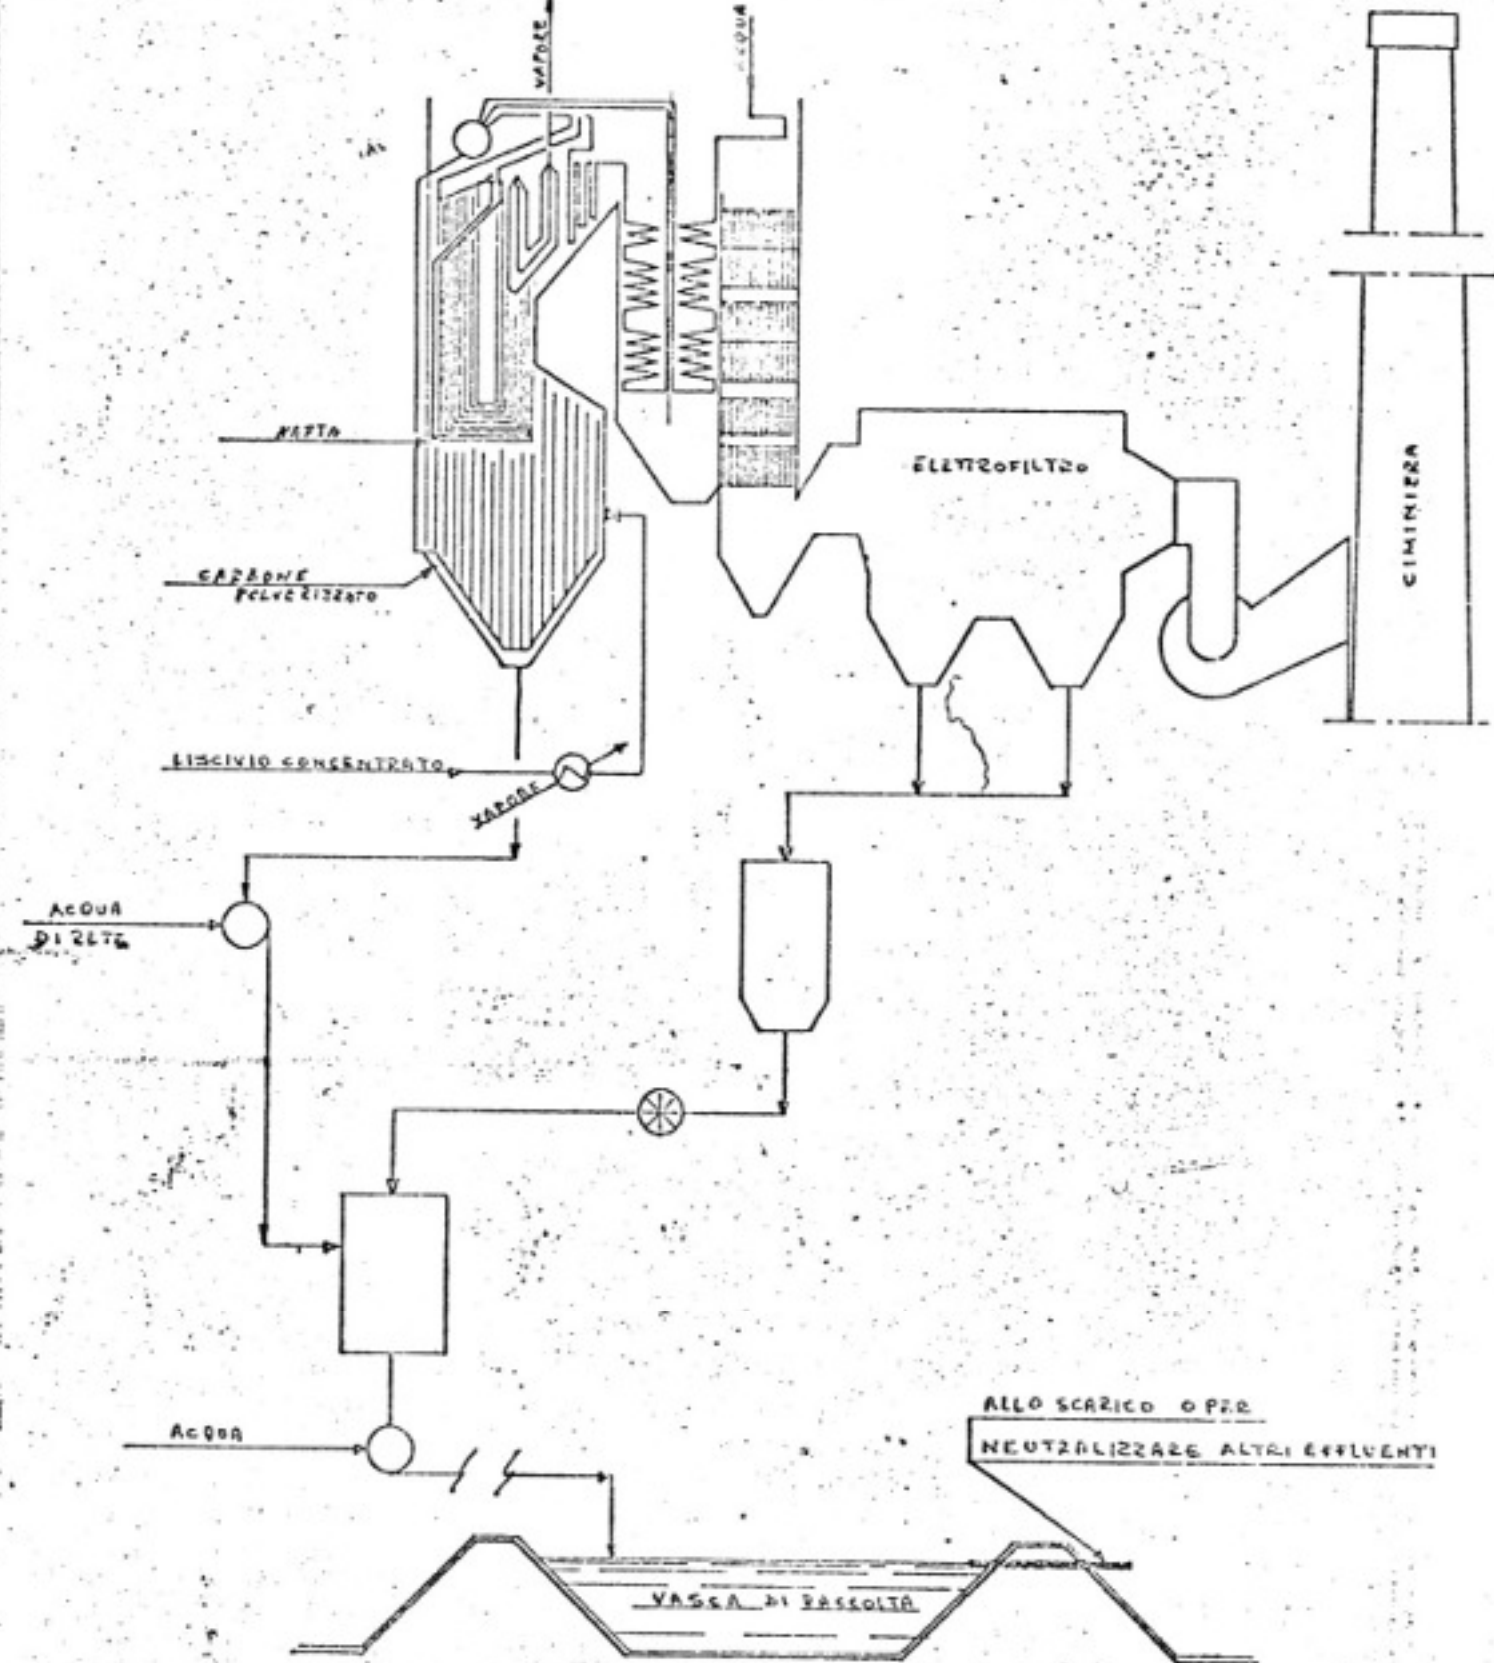 VAPORE
ACQUA
NAFTA
ELETTROFILTRO
CIMINIERA
CARBONE
POLVERIZZATO
LISCIVIO CONCENTRATO
VAPORE
ACQUA
DI RETE
ALLO SCARICO O PER
ACQUA
NEUTRALIZZARE ALTRI EFFLUENTI
VASCA DI RACCOLTA